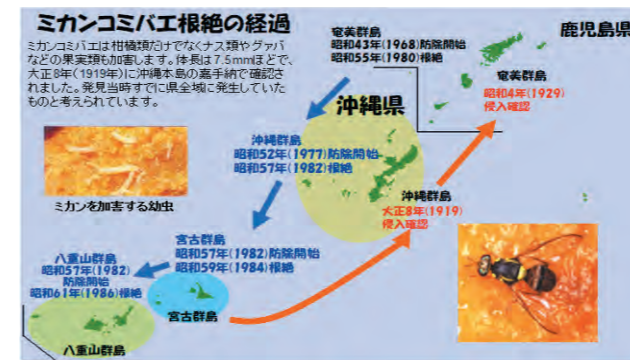 ミカンコミバエ根絶の経過
ミカンコミバエは柑橘類だけでなくナス類やグァバ
などの果実類も加害します。体長は7.5mmほどで、
大正8年(1919年)に沖縄本島の嘉手納で確認さ
れました。発見当時すでに県全域に発生していた
ものと考えられています。
ミカンを加害する幼虫
奄美群島
昭和43年(1968)防除開始
昭和55年(1980)根絶
鹿児島県
奄美群島
昭和4年(1929)
侵入確認
沖縄県
沖縄群島
昭和52年(1977)防除開始
昭和57年(1982)根絶
沖縄群島
大正8年(1919)
侵入確認
宮古群島
昭和57年(1982)防除開始
昭和59年(1984)根絶
八重山群島
昭和57年(1982)
防除開始
昭和61年(1986)根絶
宮古群島
八重山群島